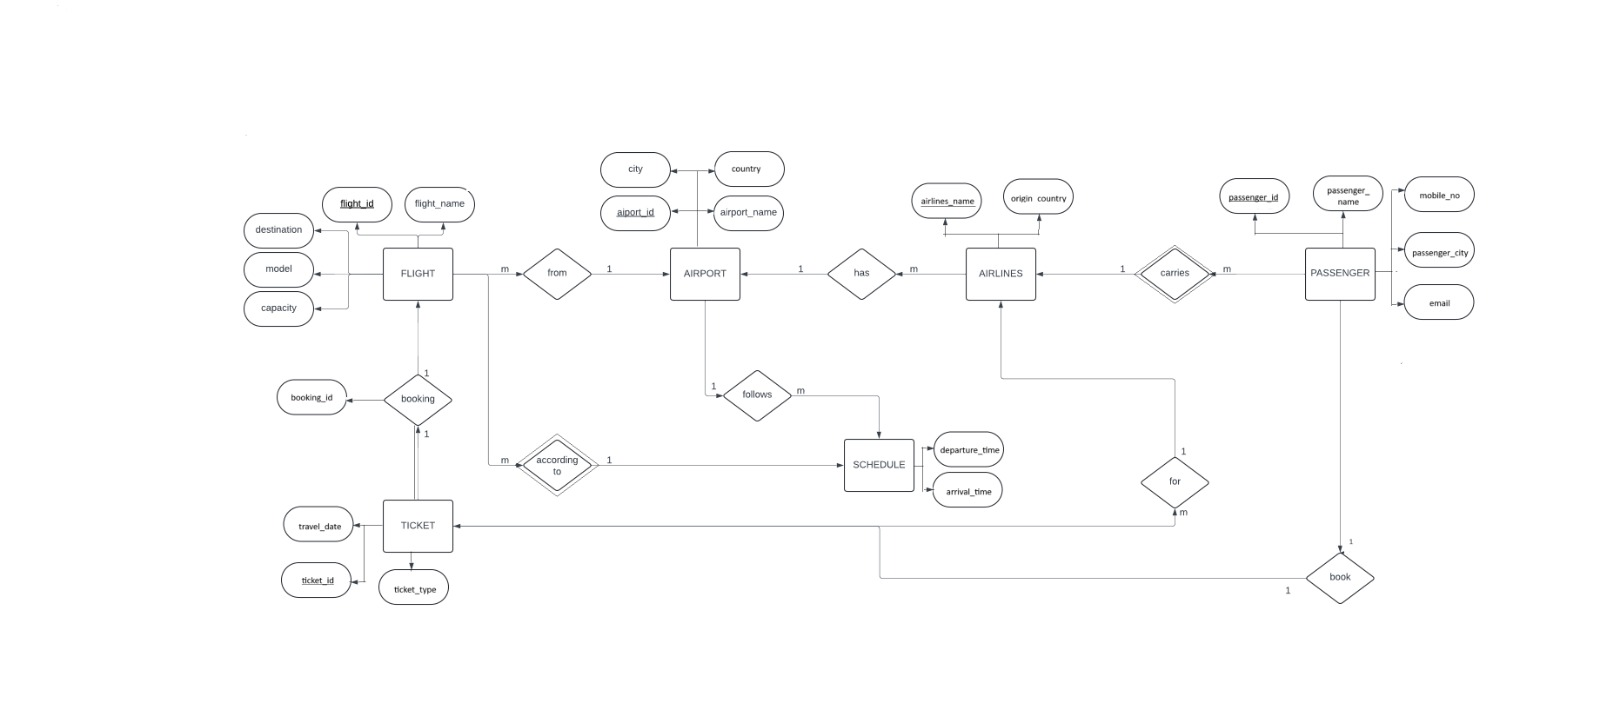 city
country
flight_id
flight_name
aiport_id
airport_name
airlines_name
origin country
passenger_id
passenger_
name
mobile_no
destination
model
capacity
FLIGHT
m
from
1
AIRPORT
1
has
m
AIRLINES
1
carries
m
PASSENGER
passenger_city
email
1
booking_id
booking
1
1
follows
m
m
according
to
1
SCHEDULE
departure_time
arrival_time
1
for
m
travel_date
TICKET
ticket_id
ticket_type
1
book
1